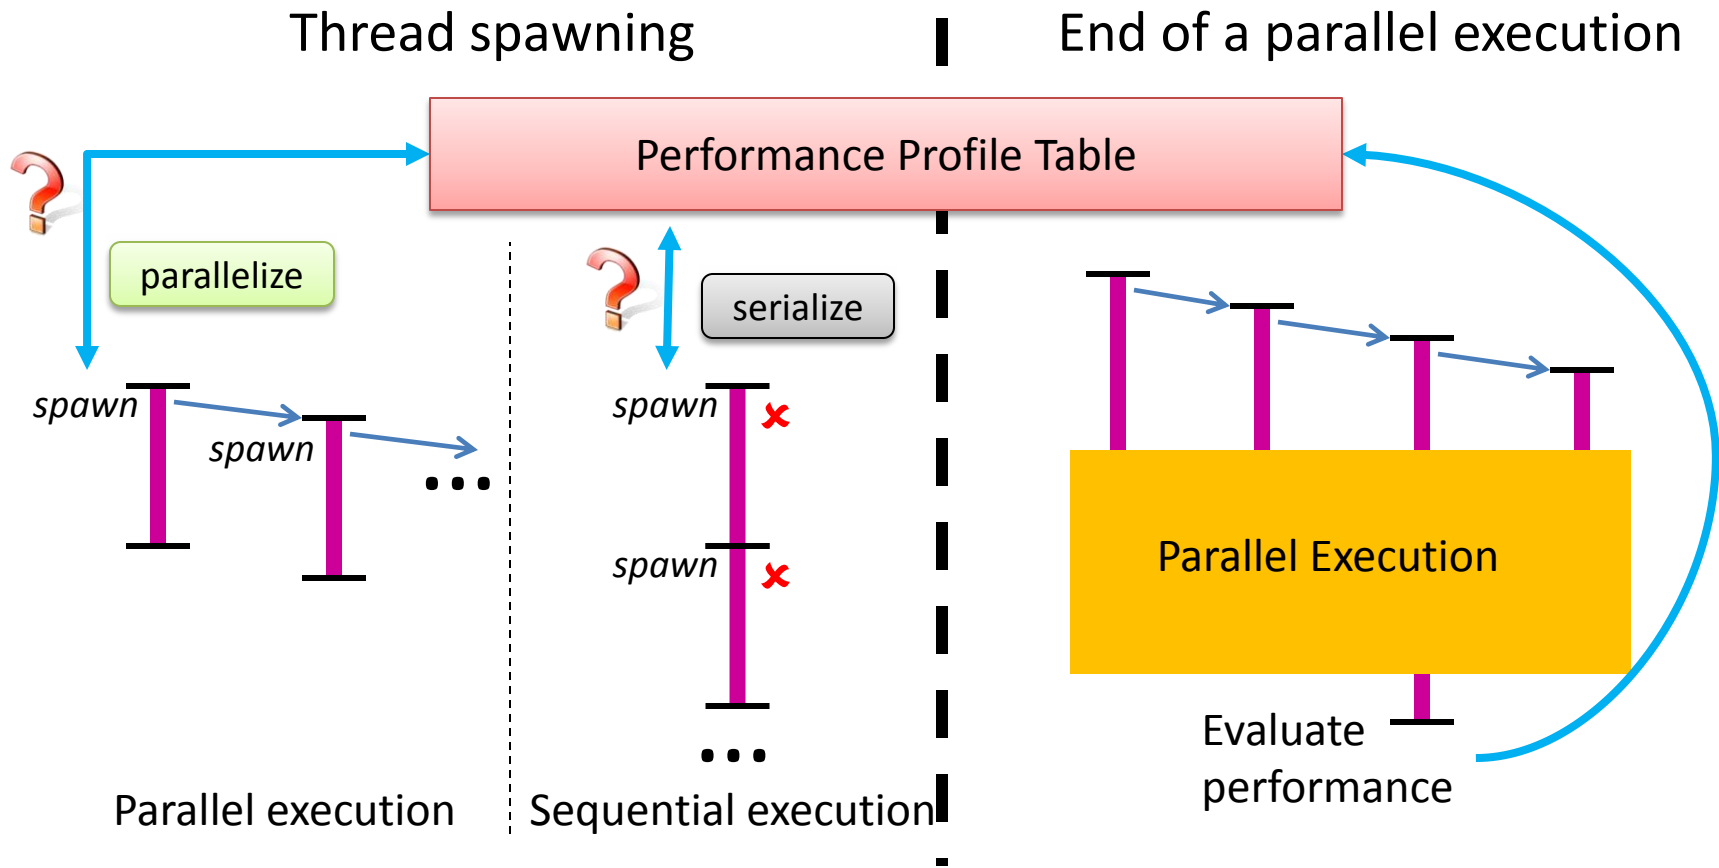 Thread spawning
End of a parallel execution
Performance Profile Table
?
parallelize
?
serialize
spawn
spawn
...
spawn
spawn
...
Parallel execution
Sequential execution
Parallel Execution
Evaluate
performance